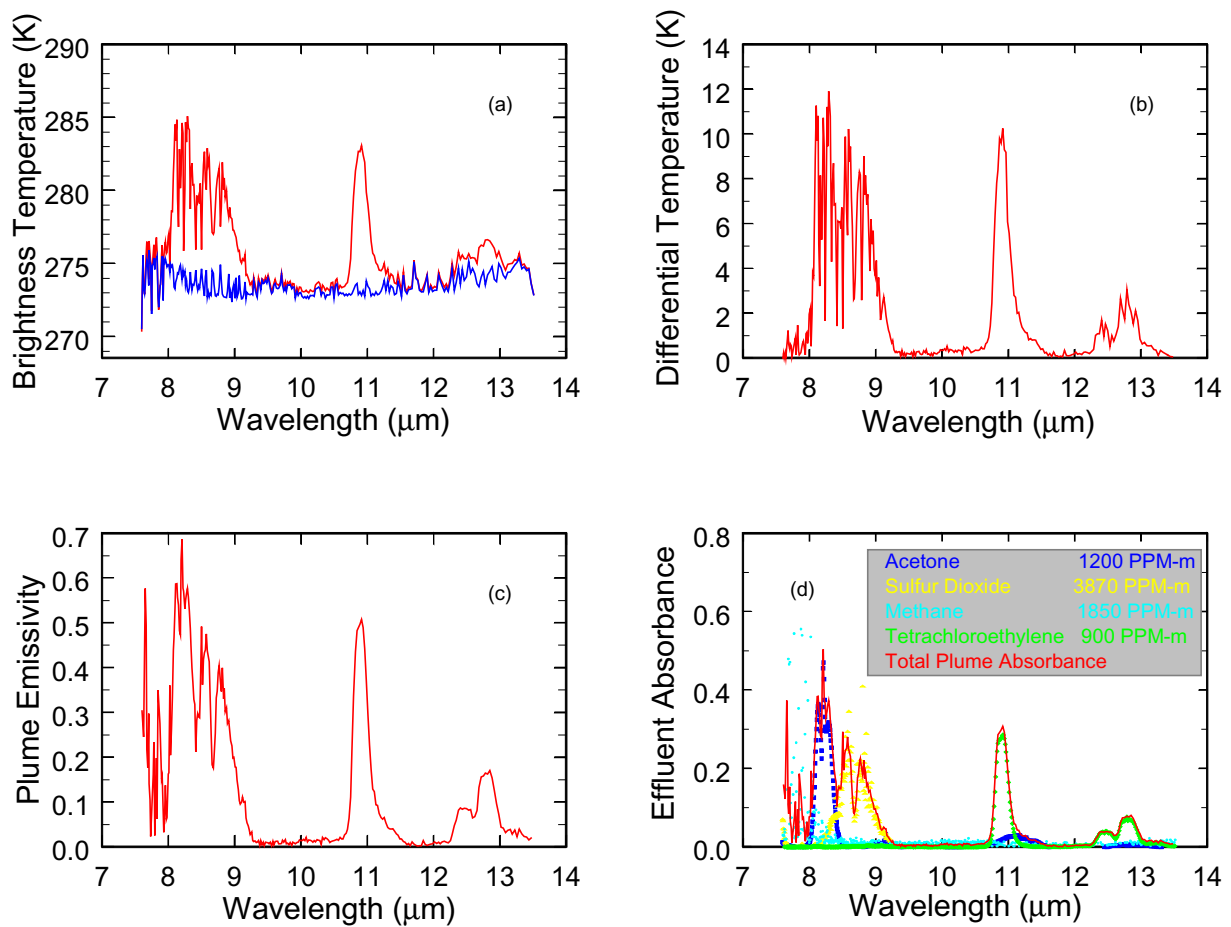 290
285
280
275
270
Brightness Temperature (K)
(a)
7 8 9 10 11 12 13 14
Wavelength (μm)
14
12
10
8
6
4
2
0
Differential Temperature (K)
(b)
7 8 9 10 11 12 13 14
Wavelength (μm)
0.7
0.6
0.5
0.4
0.3
0.2
0.1
0.0
Plume Emissivity
(c)
7 8 9 10 11 12 13 14
Wavelength (μm)
0.8
0.6
0.4
0.2
0.0
Effluent Absorbance
(d)
Acetone 1200 PPM-m
Sulfur Dioxide 3870 PPM-m
Methane 1850 PPM-m
Tetrachloroethylene 900 PPM-m
Total Plume Absorbance
7 8 9 10 11 12 13 14
Wavelength (μm)